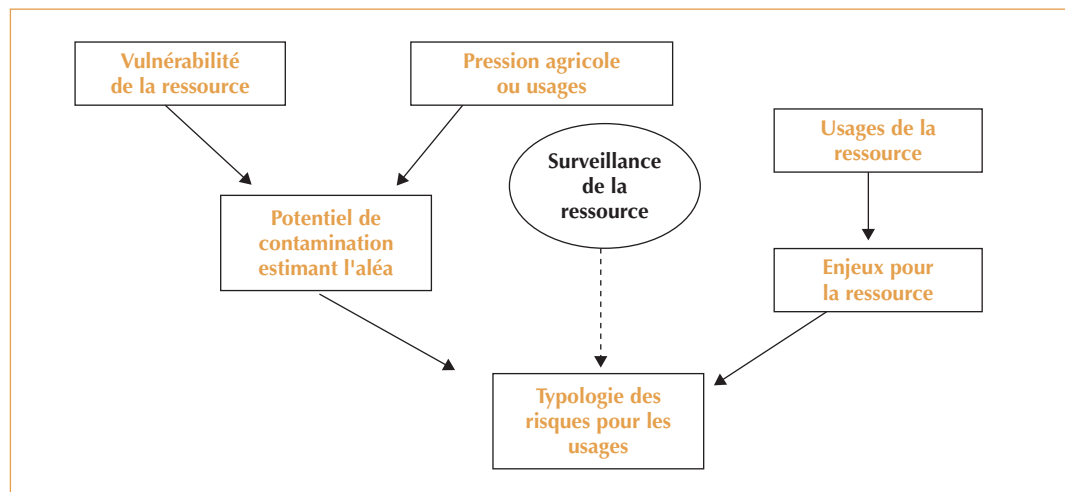 Vulnérabilité
de la ressource
Pression agricole
ou usages
Usages de la
ressource
Surveillance
de la
ressource
Potentiel de
contamination
estimant l'aléa
Enjeux pour
la ressource
Typologie des
risques pour les
usages